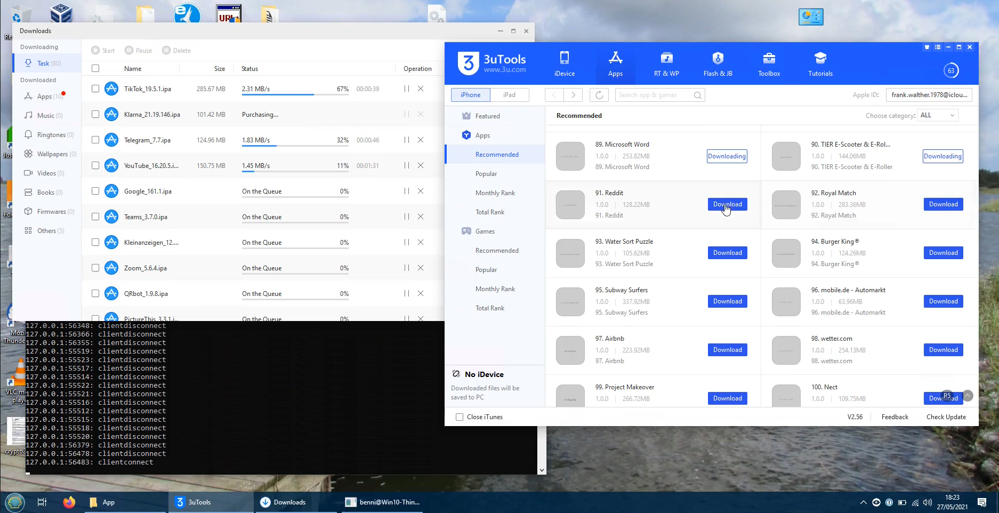 Downloads
Downloading
Task (80)
Downloaded
Apps (10)
Music (0)
Ringtones (0)
Wallpapers (0)
Videos (0)
Books (0)
Firmwares (0)
Others (5)
Start
Pause
Delete
Name Size Status Operation
TikTok_19.5.1.ipa 285.67 MB 2.31 MB/s 67% 00:00:39
Klarna_21.19.146.ipa 101.42 MB Purchasing...
Telegram_7.7.ipa 124.96 MB 1.83 MB/s 32% 00:00:46
YouTube_16.20.5.i... 150.75 MB 1.45 MB/s 11% 00:01:31
Google_161.1.ipa On the Queue 0%
Teams_3.7.0.ipa On the Queue 0%
Kleinanzeigen_12.... On the Queue 0%
Zoom_5.6.4.ipa On the Queue 0%
QRbot_1.9.8.ipa On the Queue 0%
PictureThis_3.3.1.i... On the Queue 0%
127.0.0.1:56348: clientdisconnect
127.0.0.1:56366: clientdisconnect
127.0.0.1:56355: clientdisconnect
127.0.0.1:55519: clientdisconnect
127.0.0.1:55523: clientdisconnect
127.0.0.1:55517: clientdisconnect
127.0.0.1:55514: clientdisconnect
127.0.0.1:55522: clientdisconnect
127.0.0.1:55521: clientdisconnect
127.0.0.1:55516: clientdisconnect
127.0.0.1:55512: clientdisconnect
127.0.0.1:55515: clientdisconnect
127.0.0.1:55518: clientdisconnect
127.0.0.1:55520: clientdisconnect
127.0.0.1:56379: clientdisconnect
127.0.0.1:56478: clientdisconnect
127.0.0.1:56483: clientconnect
3uTools
www.3u.com
iDevice
Apps
RT & WP
Flash & JB
Toolbox
Tutorials
63
iPhone
iPad
Search app & games
Apple ID: frank.walther.1978@iclou...
Featured
Apps
Recommended
Popular
Monthly Rank
Total Rank
Games
Recommended
Popular
Monthly Rank
Total Rank
No iDevice
Downloaded files will be
saved to PC
Recommended
Choose category: ALL
89. Microsoft Word
1.0.0 | 253.82MB
89. Microsoft Word
Downloading
90. TIER E-Scooter & E-Rol...
1.0.0 | 144.06MB
90. TIER E-Scooter & E-Roller
Downloading
91. Reddit
1.0.0 | 128.22MB
91. Reddit
Download
92. Royal Match
1.0.0 | 283.36MB
92. Royal Match
Download
93. Water Sort Puzzle
1.0.0 | 105.62MB
93. Water Sort Puzzle
Download
94. Burger King®
1.0.0 | 124.26MB
94. Burger King®
Download
95. Subway Surfers
1.0.0 | 337.92MB
95. Subway Surfers
Download
96. mobile.de - Automarkt
1.0.0 | 63.96MB
96. mobile.de - Automarkt
Download
97. Airbnb
1.0.0 | 223.92MB
97. Airbnb
Download
98. wetter.com
1.0.0 | 254.13MB
98. wetter.com
Download
99. Project Makeover
1.0.0 | 266.72MB
Download
100. Nect
1.0.0 | 109.75MB
Download
P5
Close iTunes
V2.56
Feedback
Check Update
URL
Re
Just
Fox
Mozi
Thunde
VLC m
playe
crypto2
App
3uTools
Downloads
benni@Win10-Thin...
18:23
27/05/2021